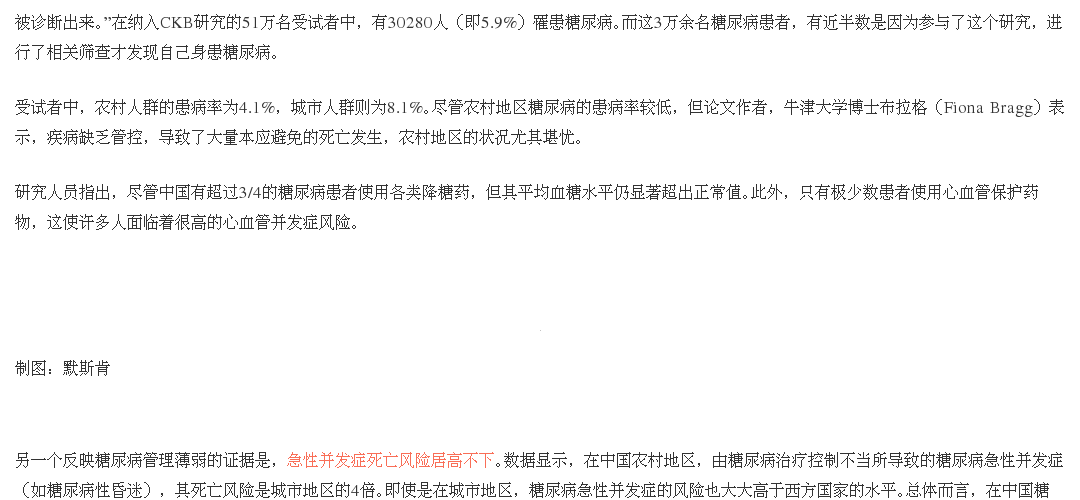 被诊断出来。”在纳入CKB研究的51万名受试者中，有30280人（即5.9%）罹患糖尿病。而这3万余名糖尿病患者，有近半数是因为参与了这个研究，进
行了相关筛查才发现自己身患糖尿病。
受试者中，农村人群的患病率为4.1%，城市人群则为8.1%。尽管农村地区糖尿病的患病率较低，但论文作者，牛津大学博士布拉格（Fiona Bragg）表
示，疾病缺乏管控，导致了大量本应避免的死亡发生，农村地区的状况尤其堪忧。
研究人员指出，尽管中国有超过3/4的糖尿病患者使用各类降糖药，但其平均血糖水平仍显著超出正常值。此外，只有极少数患者使用心血管保护药
物，这使许多人面临着很高的心血管并发症风险。
制图：默斯肯
另一个反映糖尿病管理薄弱的证据是，急性并发症死亡风险居高不下。数据显示，在中国农村地区，由糖尿病治疗控制不当所导致的糖尿病急性并发症
（如糖尿病性昏迷），其死亡风险是城市地区的4倍。即使是在城市地区，糖尿病急性并发症的风险也大大高于西方国家的水平。总体而言，在中国糖